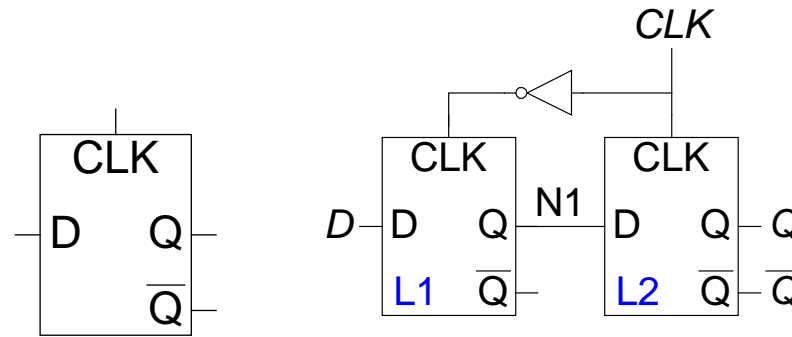 CLK
D Q
Q̅
CLK
CLK
CLK
N1
D D Q
D Q Q
L1 Q̅
L2 Q̅ Q̅